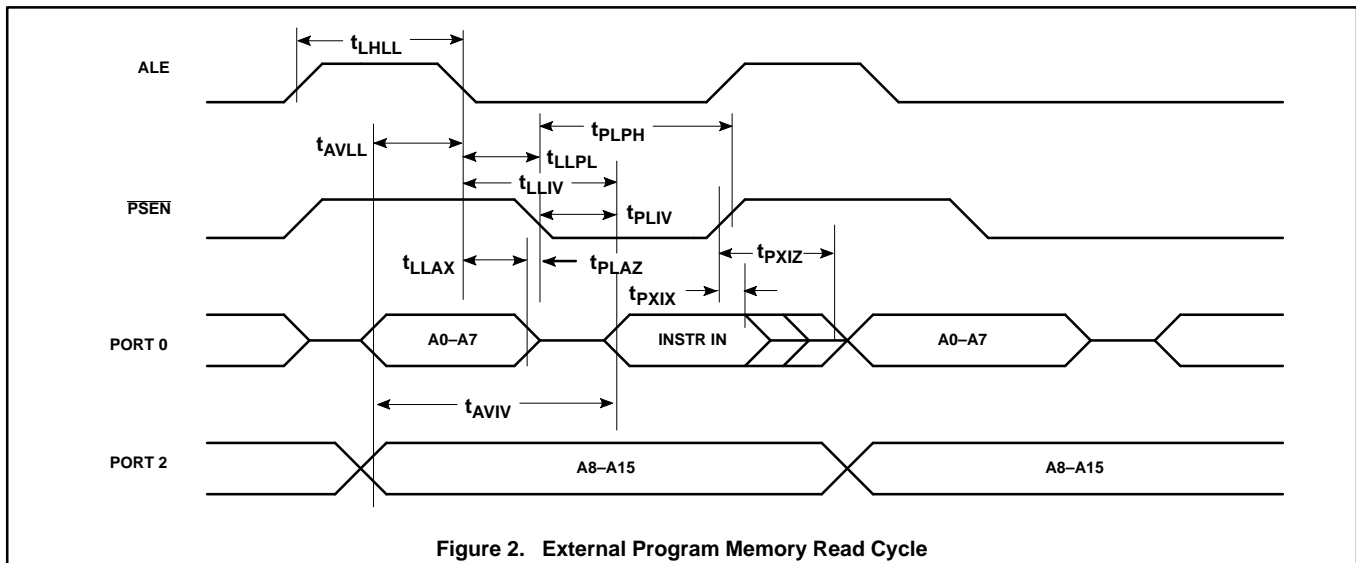 tLHLL
ALE
tPLPH
tAVLL
tLLPL
tLLIV
PSEN
tPLIV
tLLAX
tPLAZ
tPXIZ
tPXIX
PORT 0
A0–A7
INSTR IN
A0–A7
tAVIV
PORT 2
A8–A15
A8–A15
Figure 2. External Program Memory Read Cycle